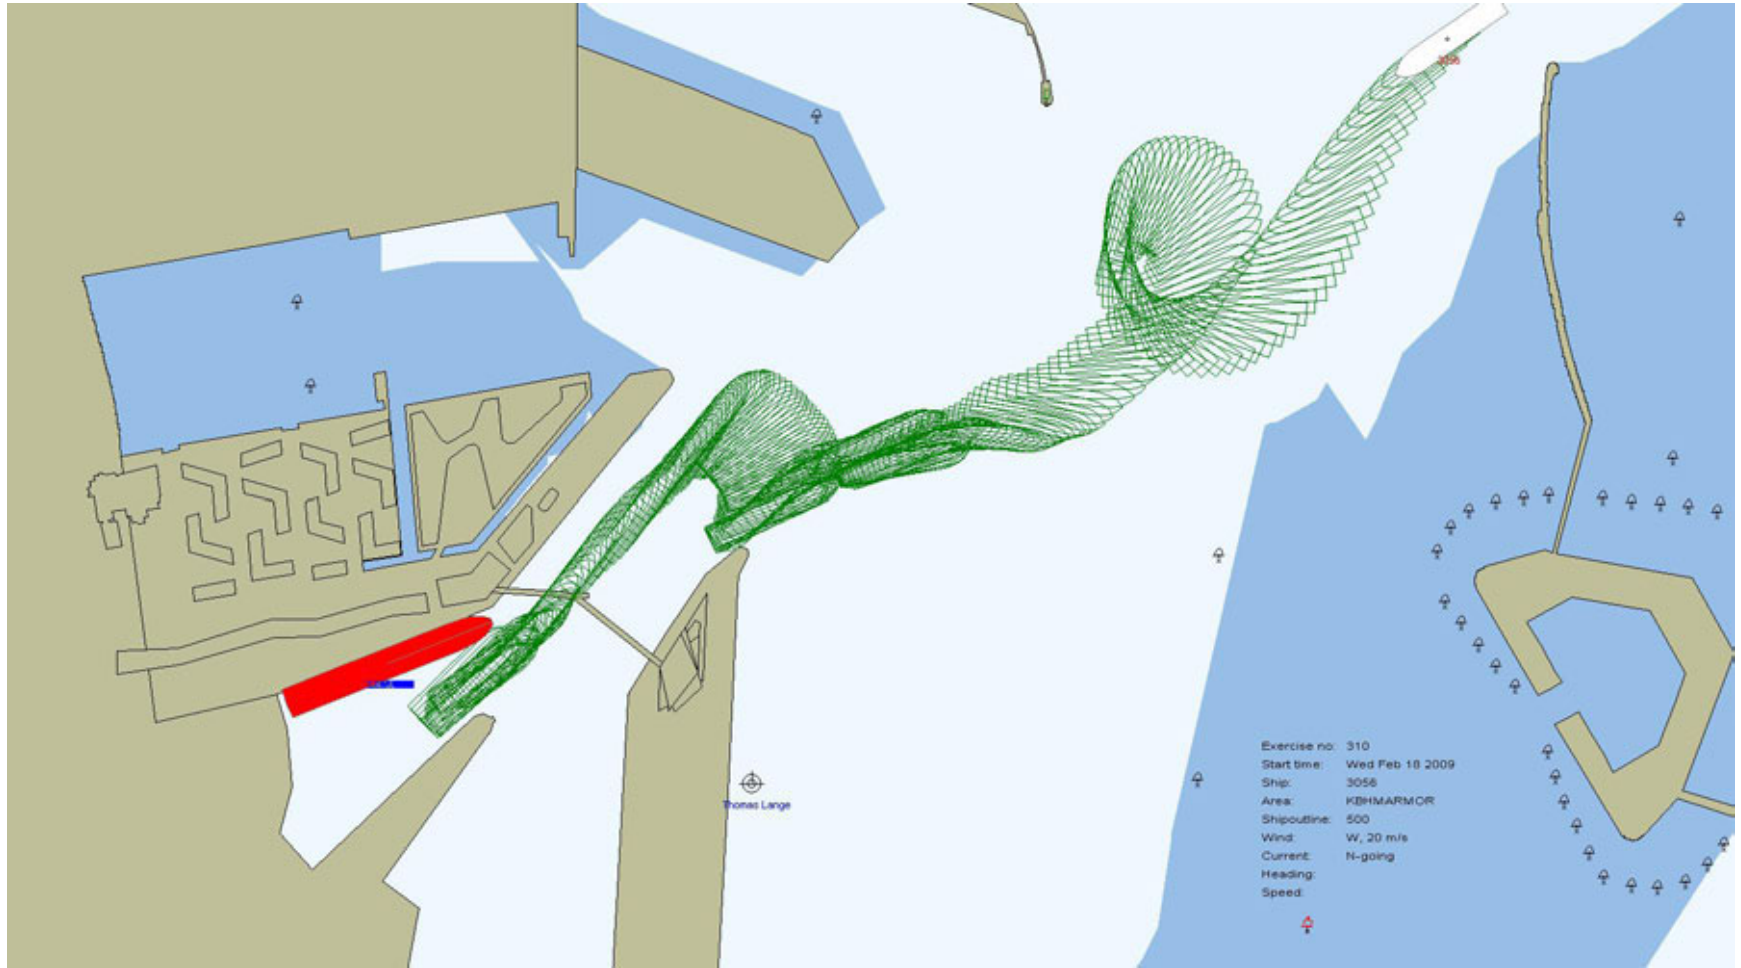 3056
Thomas Lange
Exercise no: 310
Start time: Wed Feb 18 2009
Ship: 3056
Area: KBHMARMOR
Shipoutline: 500
Wind: W, 20 m/s
Current: N-going
Heading:
Speed: